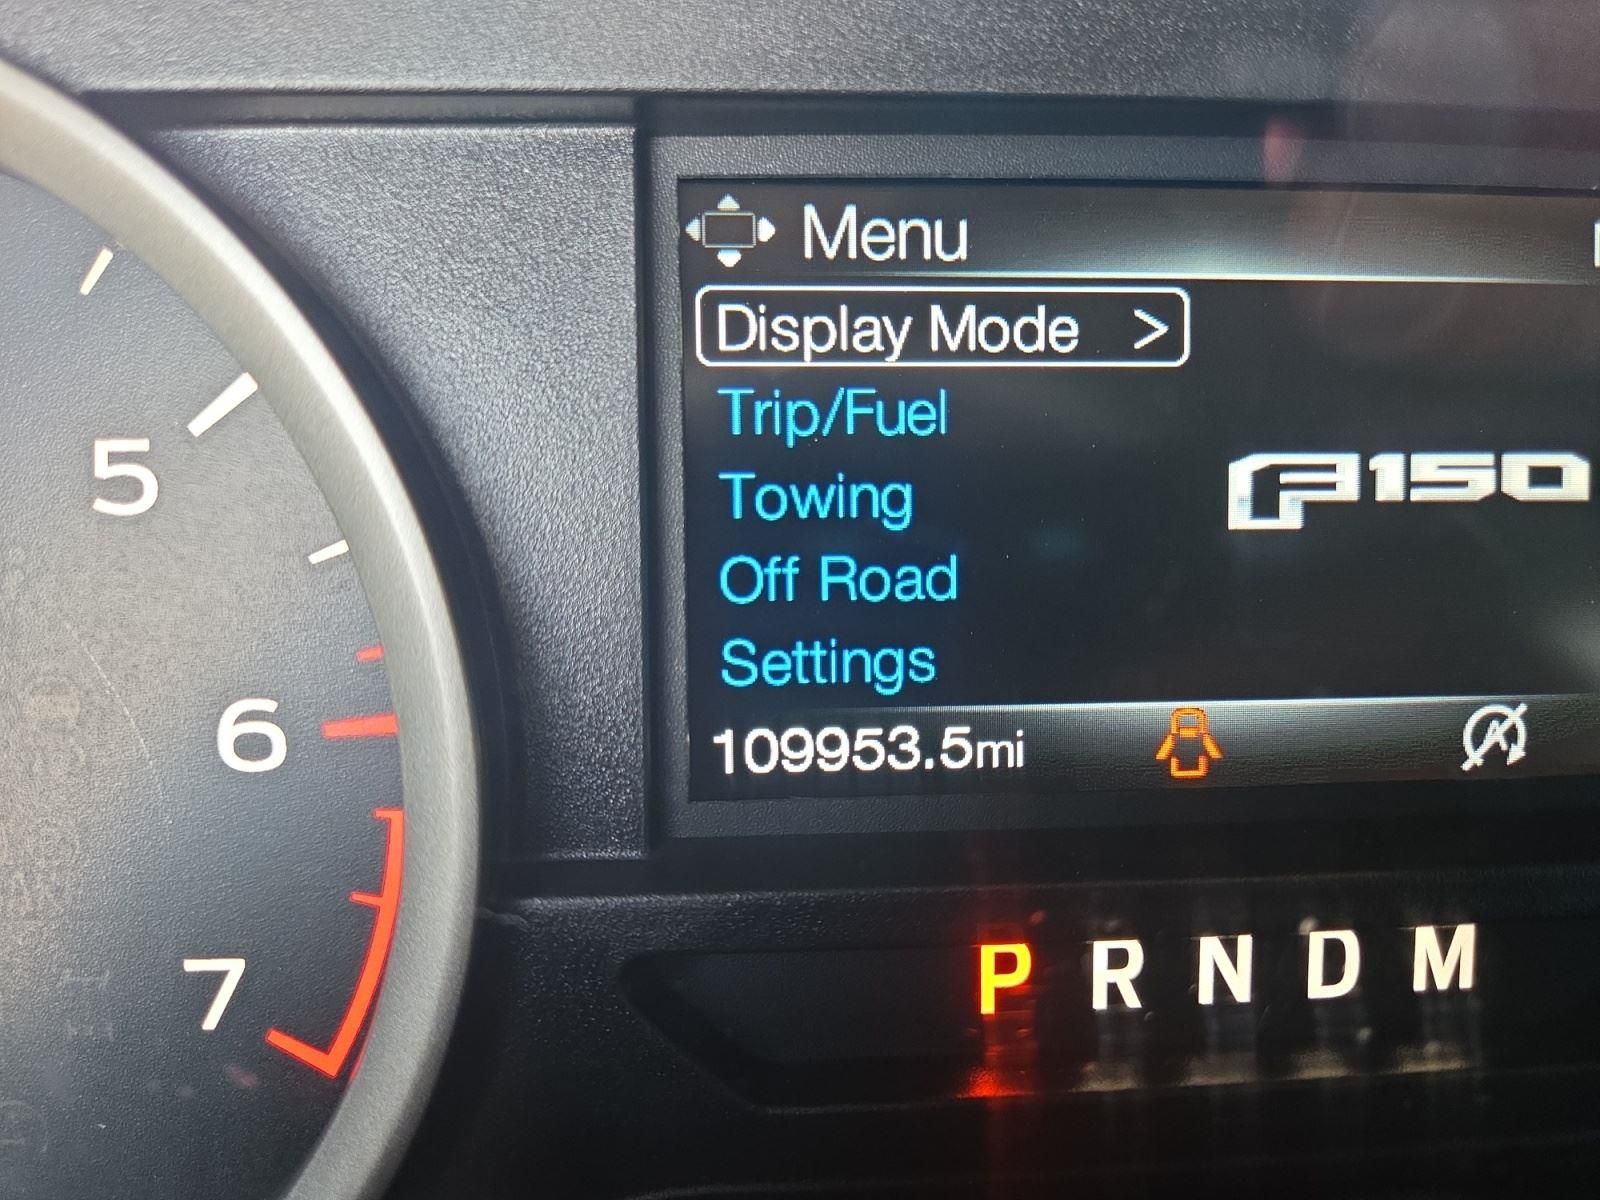 Menu
Display Mode >
Trip/Fuel
F150
Towing
Off Road
Settings
109953.5mi
P R N D M
5
6
7